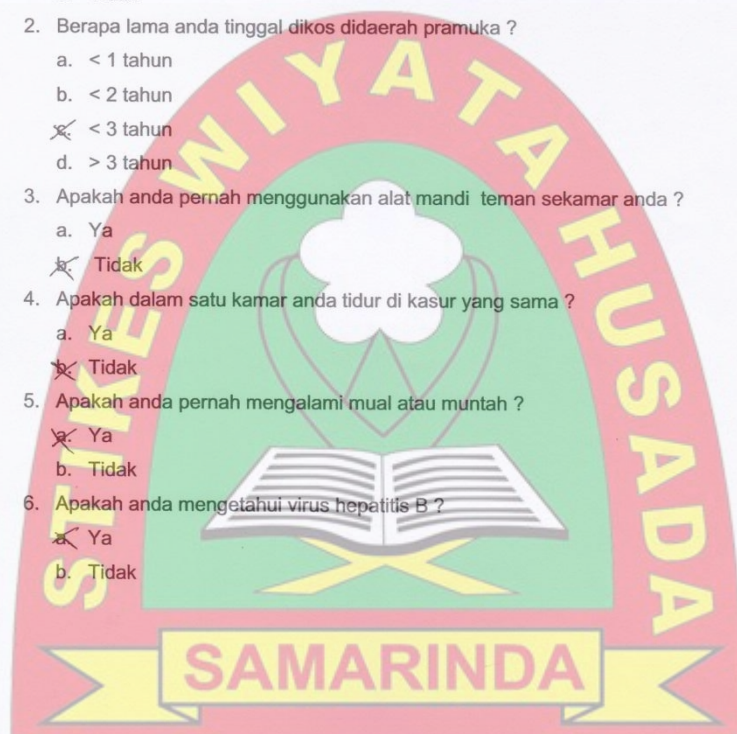 2. Berapa lama anda tinggal dikos didaerah pramuka ?
a. < 1 tahun
b. < 2 tahun
c. < 3 tahun
d. > 3 tahun
3. Apakah anda pernah menggunakan alat mandi teman sekamar anda ?
a. Ya
b. Tidak
4. Apakah dalam satu kamar anda tidur di kasur yang sama ?
a. Ya
b. Tidak
5. Apakah anda pernah mengalami mual atau muntah ?
a. Ya
b. Tidak
6. Apakah anda mengetahui virus hepatitis B ?
a. Ya
b. Tidak
STIKES WIYATA HUSADA
SAMARINDA